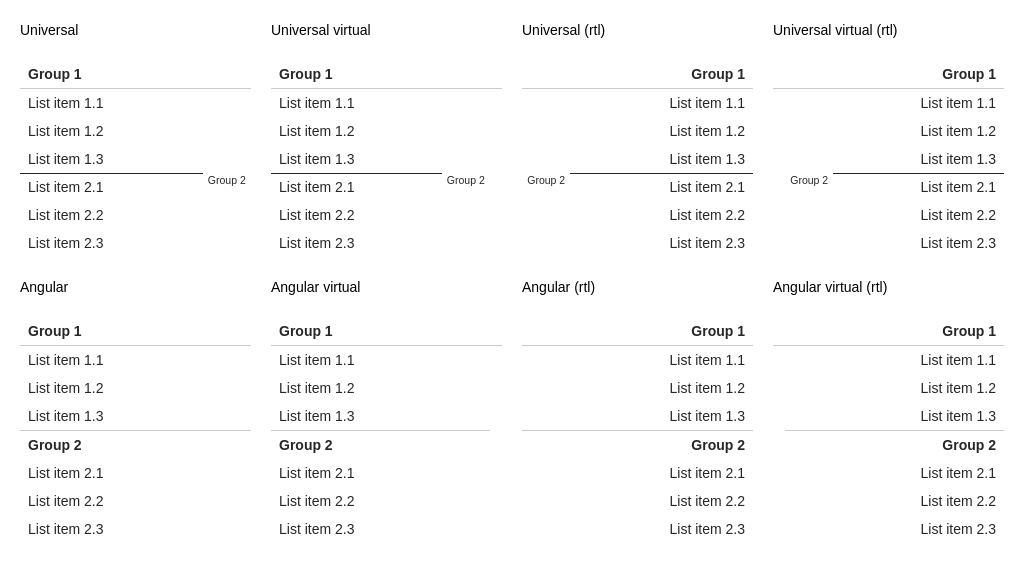 Universal
Group 1
List item 1.1
List item 1.2
List item 1.3
Group 2
List item 2.1
List item 2.2
List item 2.3
Universal virtual
Group 1
List item 1.1
List item 1.2
List item 1.3
Group 2
List item 2.1
List item 2.2
List item 2.3
Universal (rtl)
Group 1
List item 1.1
List item 1.2
List item 1.3
Group 2
List item 2.1
List item 2.2
List item 2.3
Universal virtual (rtl)
Group 1
List item 1.1
List item 1.2
List item 1.3
Group 2
List item 2.1
List item 2.2
List item 2.3
Angular
Group 1
List item 1.1
List item 1.2
List item 1.3
Group 2
List item 2.1
List item 2.2
List item 2.3
Angular virtual
Group 1
List item 1.1
List item 1.2
List item 1.3
Group 2
List item 2.1
List item 2.2
List item 2.3
Angular (rtl)
Group 1
List item 1.1
List item 1.2
List item 1.3
Group 2
List item 2.1
List item 2.2
List item 2.3
Angular virtual (rtl)
Group 1
List item 1.1
List item 1.2
List item 1.3
Group 2
List item 2.1
List item 2.2
List item 2.3